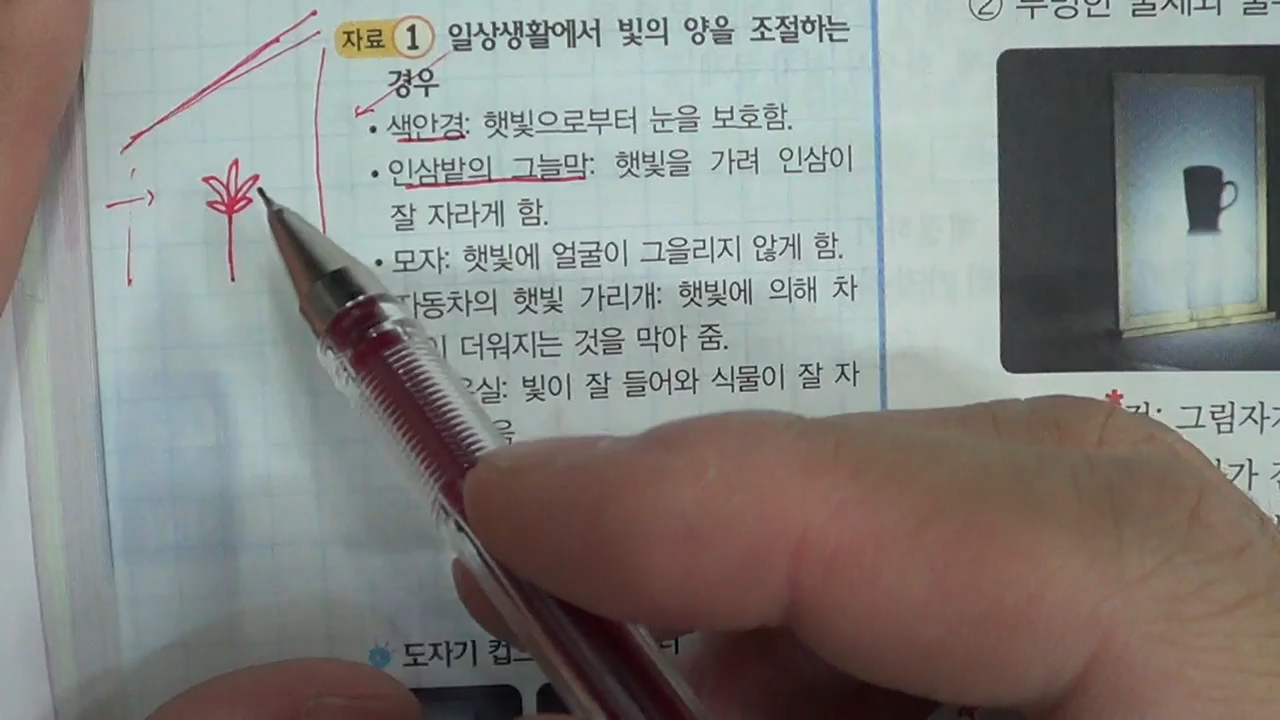 자료 1 일상생활에서 빛의 양을 조절하는
경우
• 색안경: 햇빛으로부터 눈을 보호함.
• 인삼밭의 그늘막: 햇빛을 가려 인삼이
잘 자라게 함.
• 모자: 햇빛에 얼굴이 그을리지 않게 함.
자동차의 햇빛 가리개: 햇빛에 의해 차
더워지는 것을 막아 줌.
빛이 잘 들어와 식물이 잘 자
도자기 컵
②
그림자